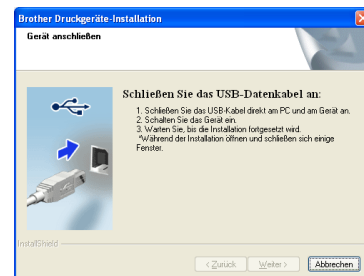 Brother Druckgeräte-Installation
Gerät anschließen
Schließen Sie das USB-Datenkabel an:
1. Schließen Sie das USB-Kabel direkt am PC und am Gerät an.
2. Schalten Sie das Gerät ein.
3. Warten Sie, bis die Installation fortgesetzt wird.
*Während der Installation öffnen und schließen sich einige
Fenster.
InstallShield
< Zurück Weiter > Abbrechen